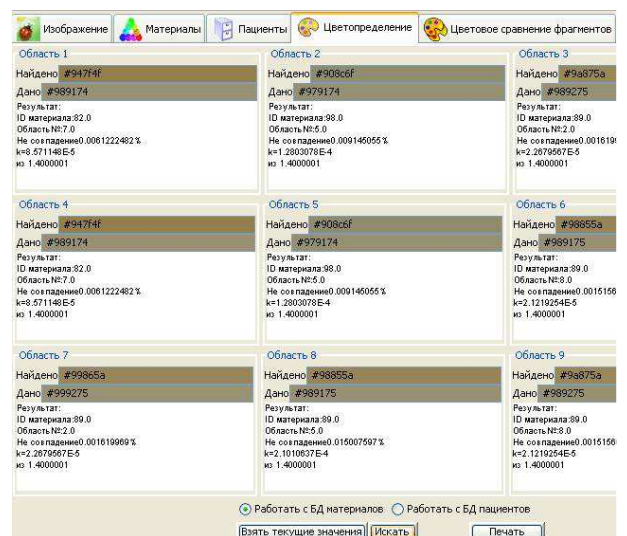 Изображение Материалы Пациенты Цветопределение Цветовое сравнение фрагментов
Область 1
Найдено #947f4f
Дано #989174
Результат:
ID материала:82.0
Область №:7.0
Не совпадение0.0061222482 %
k=8.571148E-5
из 1.4000001
Область 2
Найдено #908c6f
Дано #979174
Результат:
ID материала:98.0
Область №:5.0
Не совпадение0.009145055 %
k=1.2803078E-4
из 1.4000001
Область 3
Найдено #9a875a
Дано #989275
Результат:
ID материала:89.0
Область №:2.0
Не совпадение0.001619
k=2.2679567E-5
из 1.4000001
Область 4
Найдено #947f4f
Дано #989174
Результат:
ID материала:82.0
Область №:7.0
Не совпадение0.0061222482 %
k=8.571148E-5
из 1.4000001
Область 5
Найдено #908c6f
Дано #979174
Результат:
ID материала:98.0
Область №:5.0
Не совпадение0.009145055 %
k=1.2803078E-4
из 1.4000001
Область 6
Найдено #98855a
Дано #989175
Результат:
ID материала:89.0
Область №:8.0
Не совпадение0.0015156
k=2.1219254E-5
из 1.4000001
Область 7
Найдено #99865a
Дано #999275
Результат:
ID материала:89.0
Область №:2.0
Не совпадение0.001619969 %
k=2.2679567E-5
из 1.4000001
Область 8
Найдено #98855a
Дано #989175
Результат:
ID материала:89.0
Область №:5.0
Не совпадение0.015007597 %
k=2.1010637E-4
из 1.4000001
Область 9
Найдено #9a875a
Дано #989275
Результат:
ID материала:89.0
Область №:8.0
Не совпадение0.0015156
k=2.1219254E-5
из 1.4000001
Работать с БД материалов Работать с БД пациентов
Взять текущие значения Искать Печать